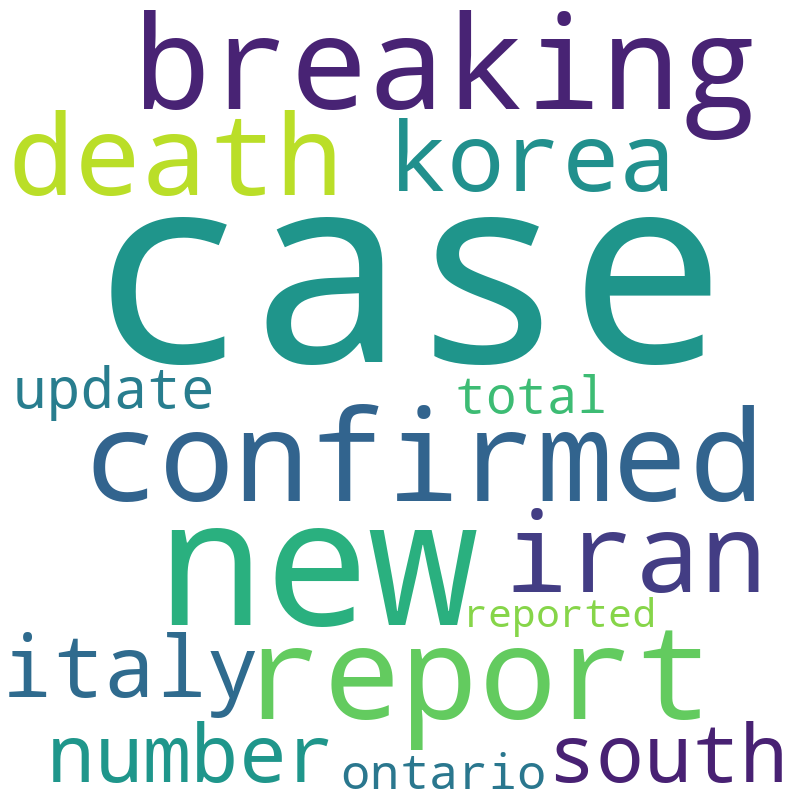 breaking
death korea
case
update total
confirmed
new iran
reported
italy report
number south
ontario